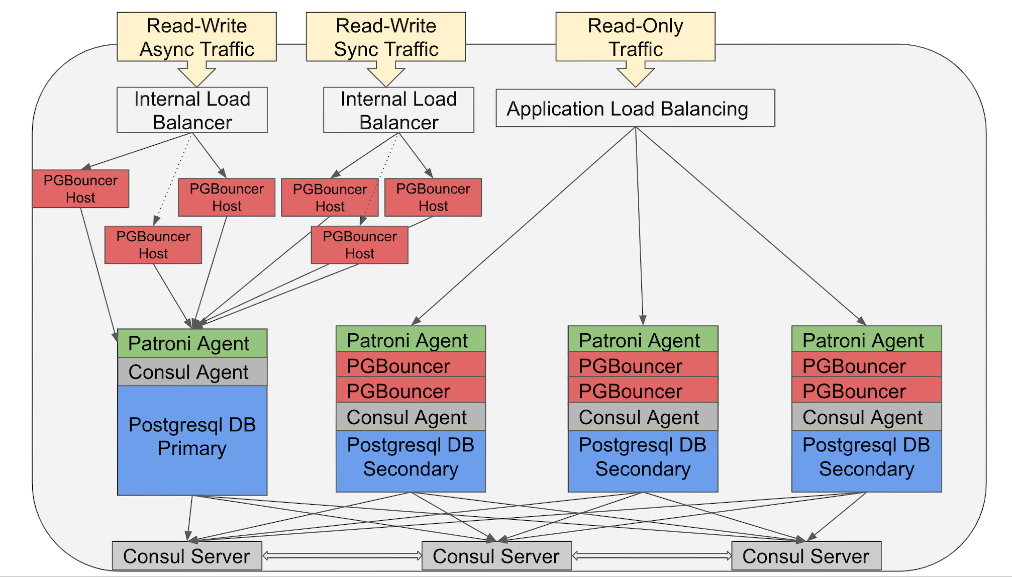 Read-Write
Async Traffic
Read-Write
Sync Traffic
Read-Only
Traffic
Internal Load
Balancer
Internal Load
Balancer
Application Load Balancing
PGBouncer
Host
PGBouncer
Host
PGBouncer
Host
PGBouncer
Host
PGBouncer
Host
PGBouncer
Host
Patroni Agent
Consul Agent
Postgresql DB
Primary
Patroni Agent
PGBouncer
PGBouncer
Consul Agent
Postgresql DB
Secondary
Patroni Agent
PGBouncer
PGBouncer
Consul Agent
Postgresql DB
Secondary
Patroni Agent
PGBouncer
PGBouncer
Consul Agent
Postgresql DB
Secondary
Consul Server
Consul Server
Consul Server